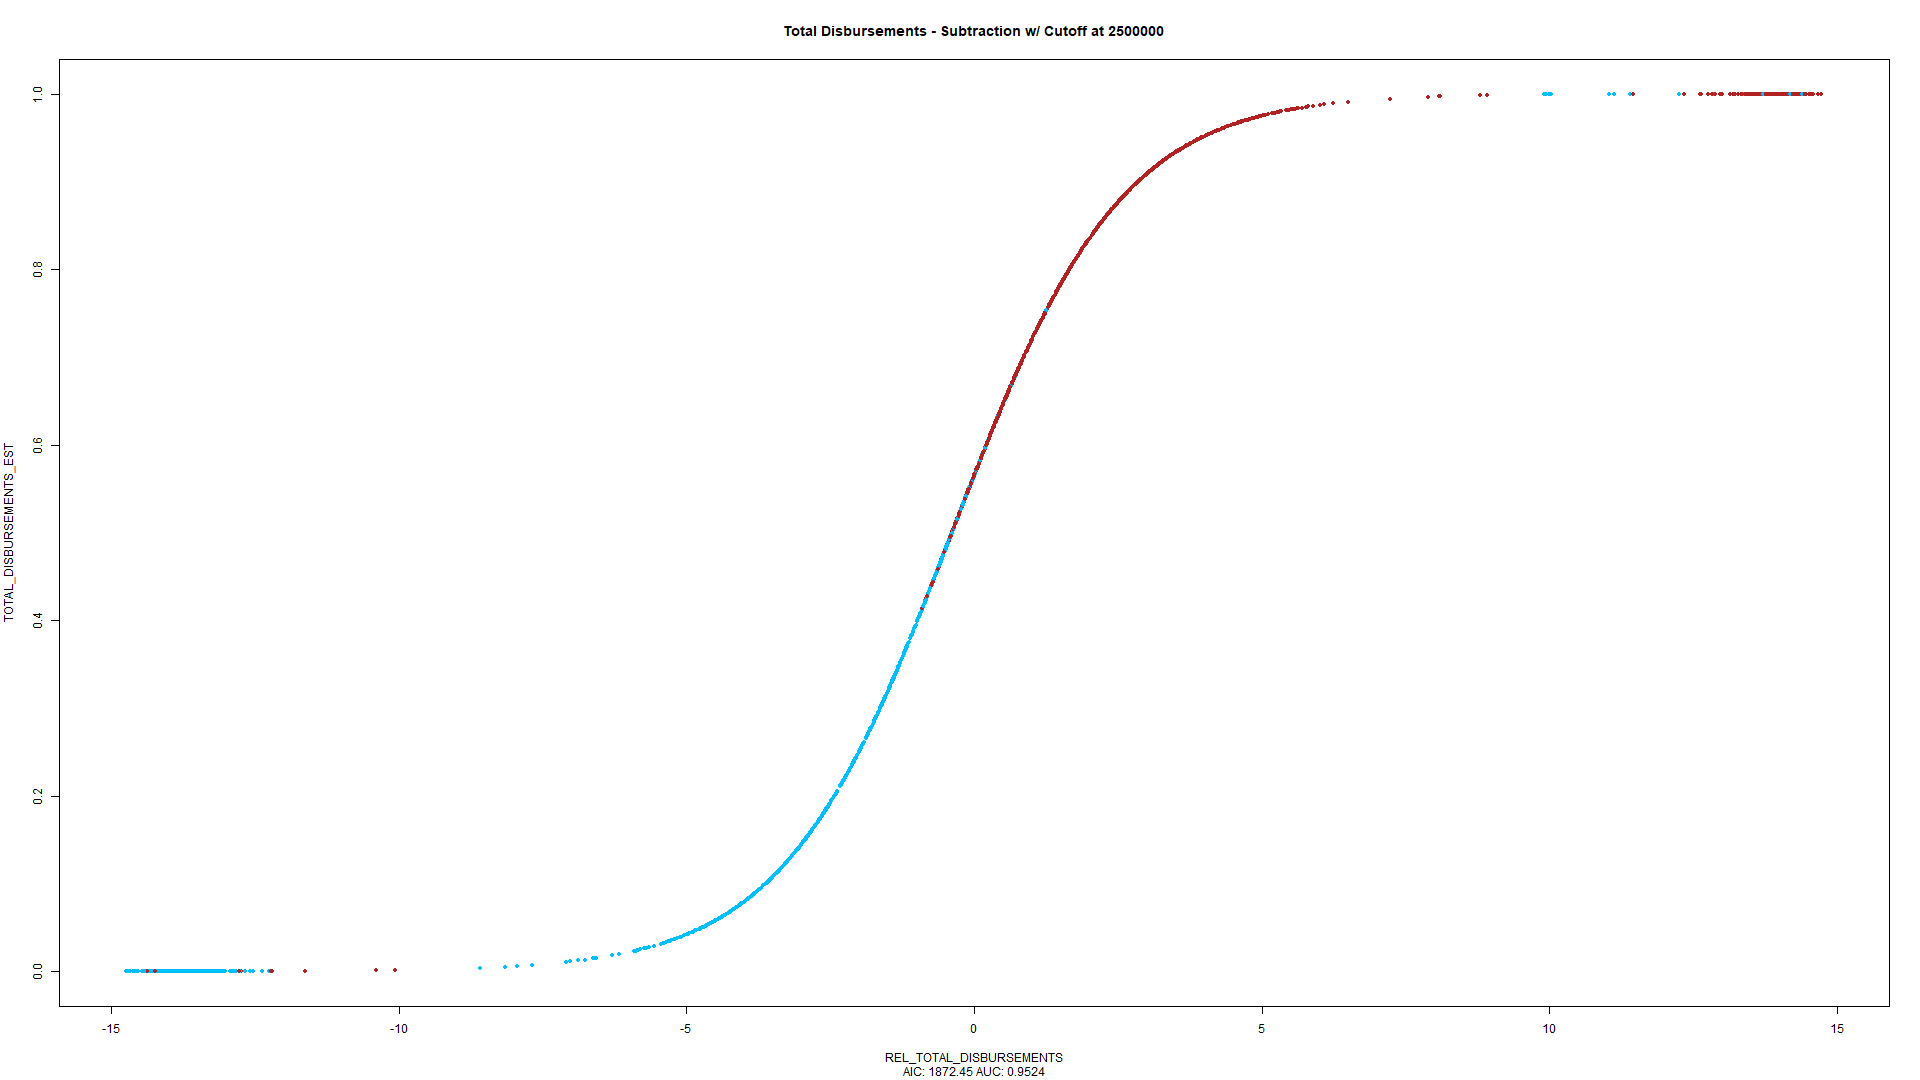 Total Disbursements - Subtraction w/ Cutoff at 2500000
TOTAL_DISBURSEMENTS_EST
1.0
0.8
0.6
0.4
0.2
0.0
-15 -10 -5 0 5 10 15
REL_TOTAL_DISBURSEMENTS
AIC: 1872.45 AUC: 0.9524